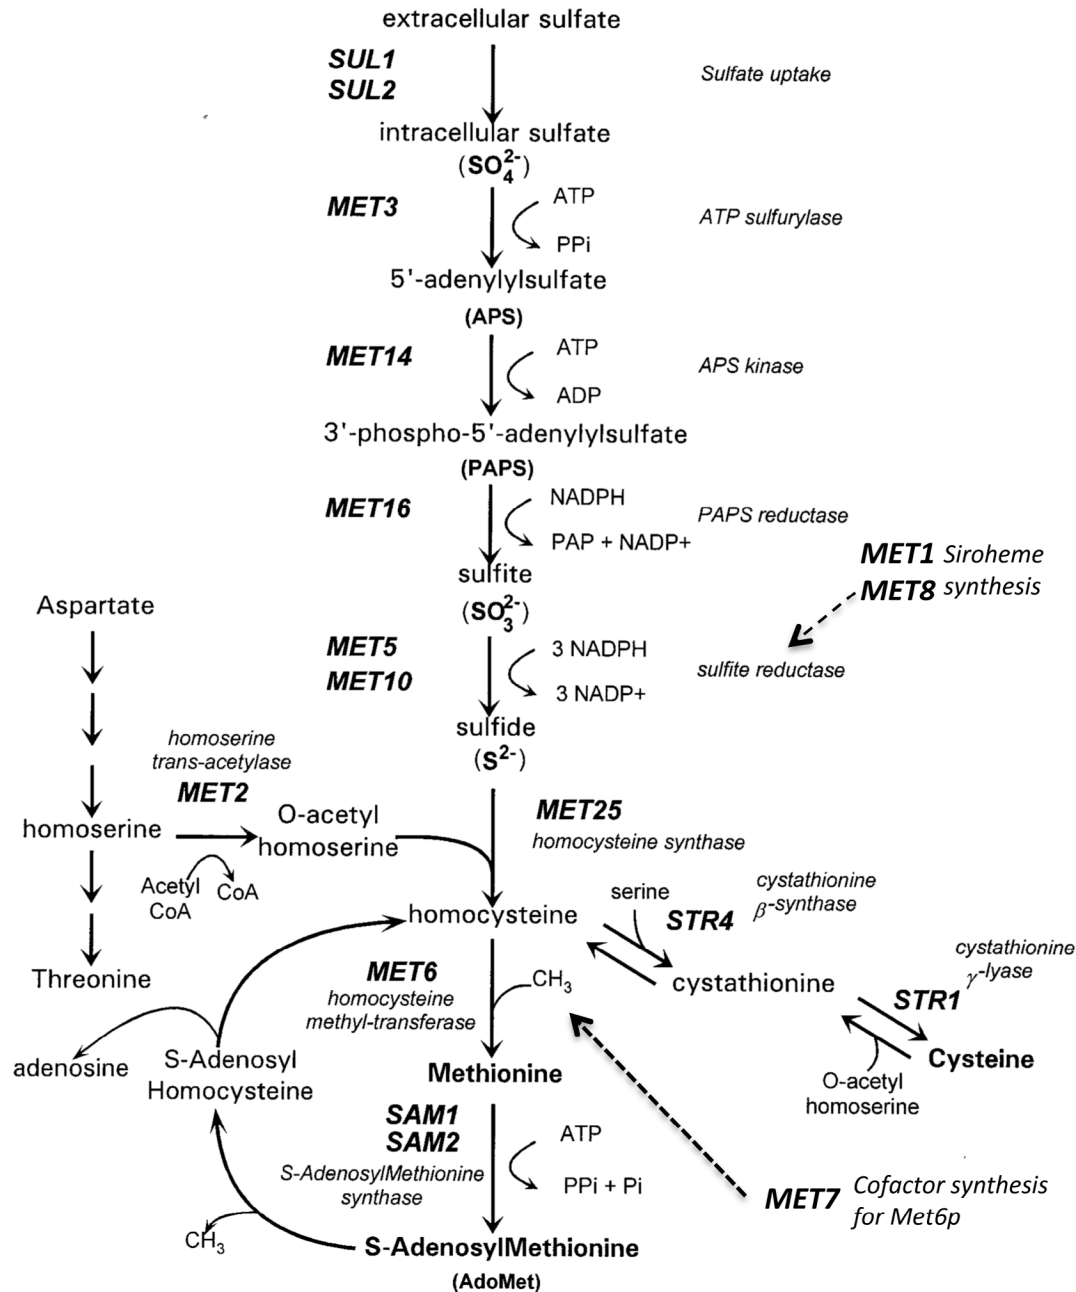 extracellular sulfate
SUL1
SUL2
Sulfate uptake
intracellular sulfate
(SO4^2-)
MET3
ATP
PPi
ATP sulfurylase
5'-adenylylsulfate
(APS)
MET14
ATP
ADP
APS kinase
3'-phospho-5'-adenylylsulfate
(PAPS)
MET16
NADPH
PAP + NADP+
PAPS reductase
MET1 Siroheme
MET8 synthesis
sulfite
(SO3^2-)
Aspartate
MET5
MET10
3 NADPH
3 NADP+
sulfite reductase
sulfide
(S^2-)
homoserine
trans-acetylase
MET2
homoserine
O-acetyl
homoserine
Acetyl
CoA
CoA
MET25
homocysteine synthase
Threonine
homocysteine
serine
STR4
cystathionine
β-synthase
cystathionine
cystathionine
γ-lyase
STR1
Cysteine
O-acetyl
homoserine
MET6
homocysteine
methyl-transferase
CH3
adenosine
S-Adenosyl
Homocysteine
Methionine
SAM1
SAM2
S-AdenosylMethionine
synthase
ATP
PPi + Pi
MET7 Cofactor synthesis
for Met6p
CH3
S-AdenosylMethionine
(AdoMet)